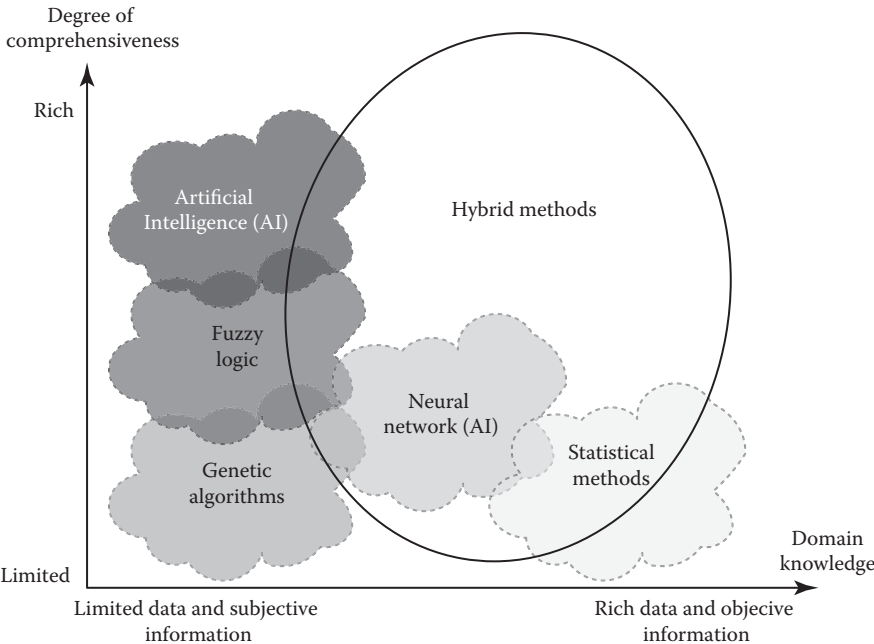 Degree of
comprehensiveness
Rich
Artificial
Intelligence (AI)
Hybrid methods
Fuzzy
logic
Neural
network (AI)
Statistical
methods
Genetic
algorithms
Limited
Domain
knowledge
Limited data and subjective
information
Rich data and objecive
information